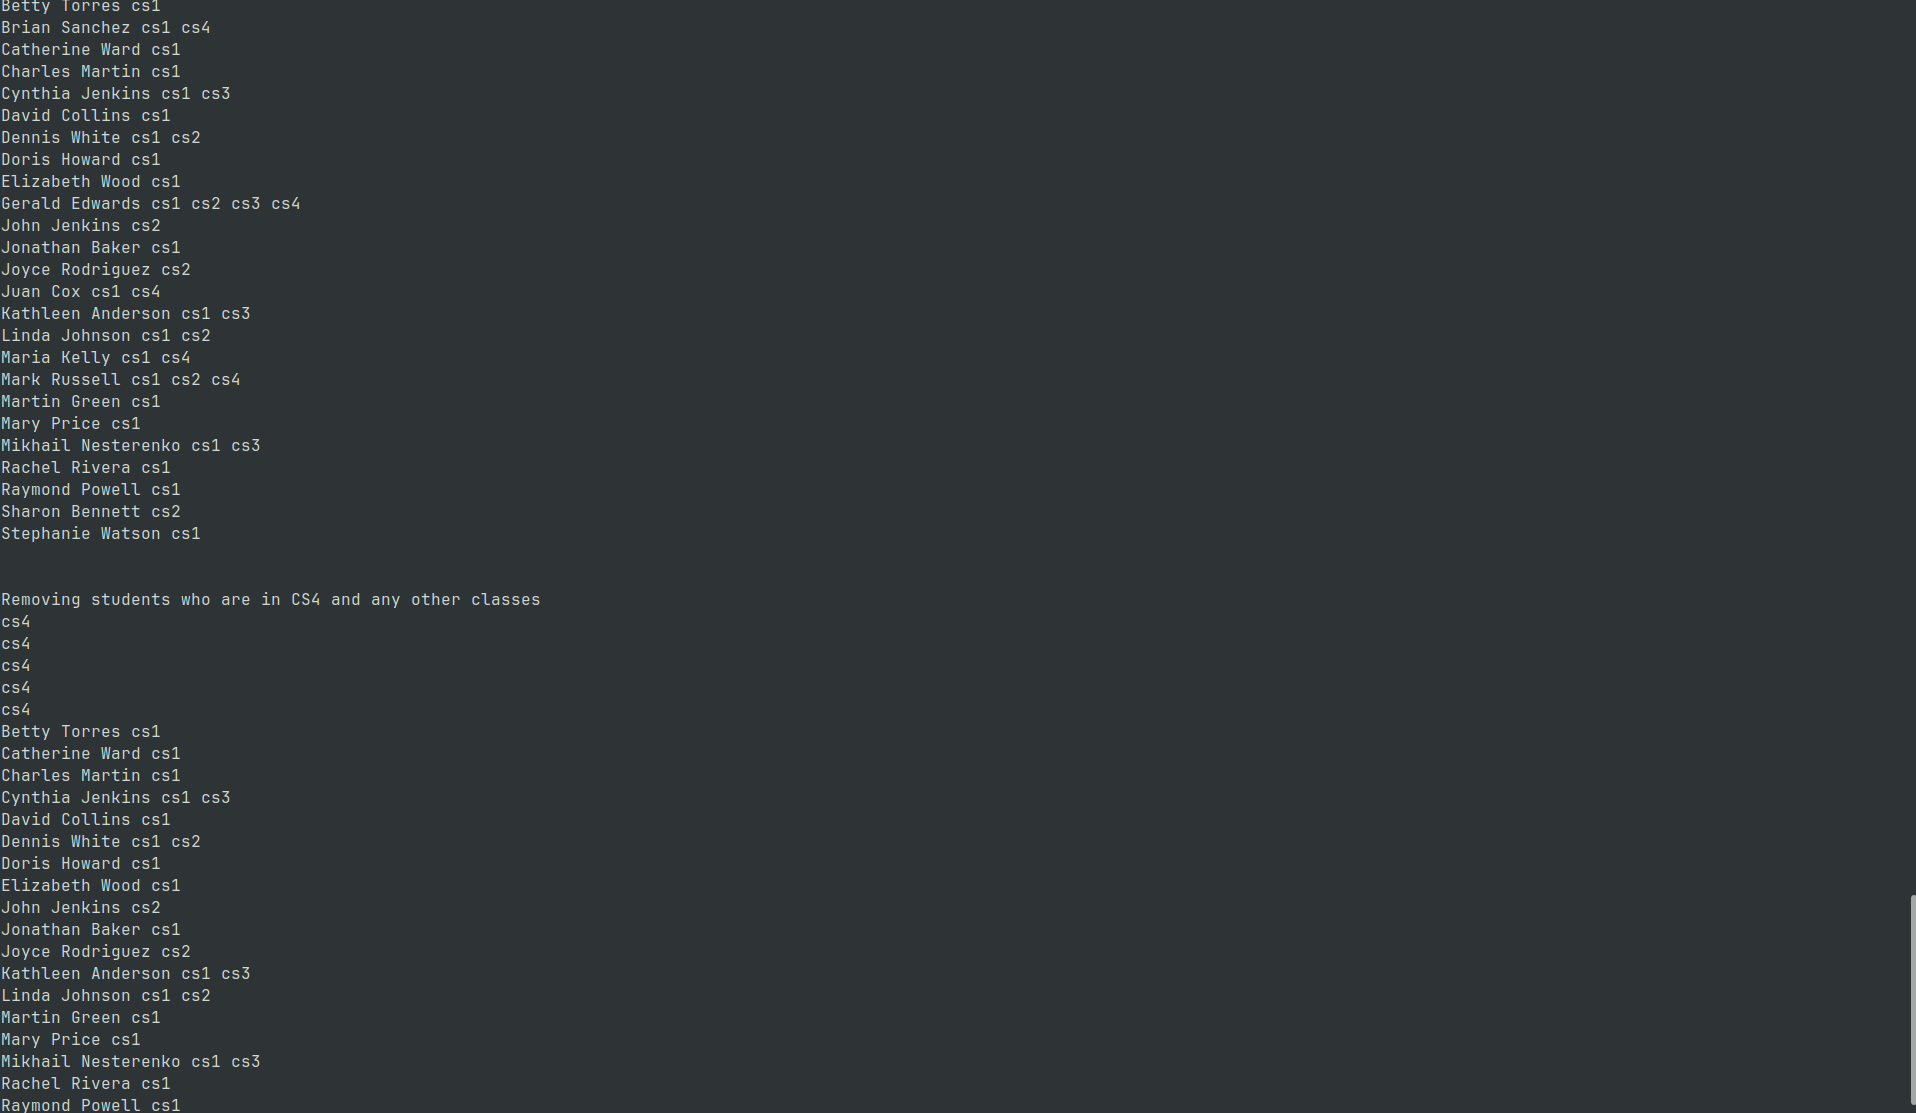 Betty Torres cs1
Brian Sanchez cs1 cs4
Catherine Ward cs1
Charles Martin cs1
Cynthia Jenkins cs1 cs3
David Collins cs1
Dennis White cs1 cs2
Doris Howard cs1
Elizabeth Wood cs1
Gerald Edwards cs1 cs2 cs3 cs4
John Jenkins cs2
Jonathan Baker cs1
Joyce Rodriguez cs2
Juan Cox cs1 cs4
Kathleen Anderson cs1 cs3
Linda Johnson cs1 cs2
Maria Kelly cs1 cs4
Mark Russell cs1 cs2 cs4
Martin Green cs1
Mary Price cs1
Mikhail Nesterenko cs1 cs3
Rachel Rivera cs1
Raymond Powell cs1
Sharon Bennett cs2
Stephanie Watson cs1
Removing students who are in CS4 and any other classes
cs4
cs4
cs4
cs4
cs4
Betty Torres cs1
Catherine Ward cs1
Charles Martin cs1
Cynthia Jenkins cs1 cs3
David Collins cs1
Dennis White cs1 cs2
Doris Howard cs1
Elizabeth Wood cs1
John Jenkins cs2
Jonathan Baker cs1
Joyce Rodriguez cs2
Kathleen Anderson cs1 cs3
Linda Johnson cs1 cs2
Martin Green cs1
Mary Price cs1
Mikhail Nesterenko cs1 cs3
Rachel Rivera cs1
Raymond Powell cs1